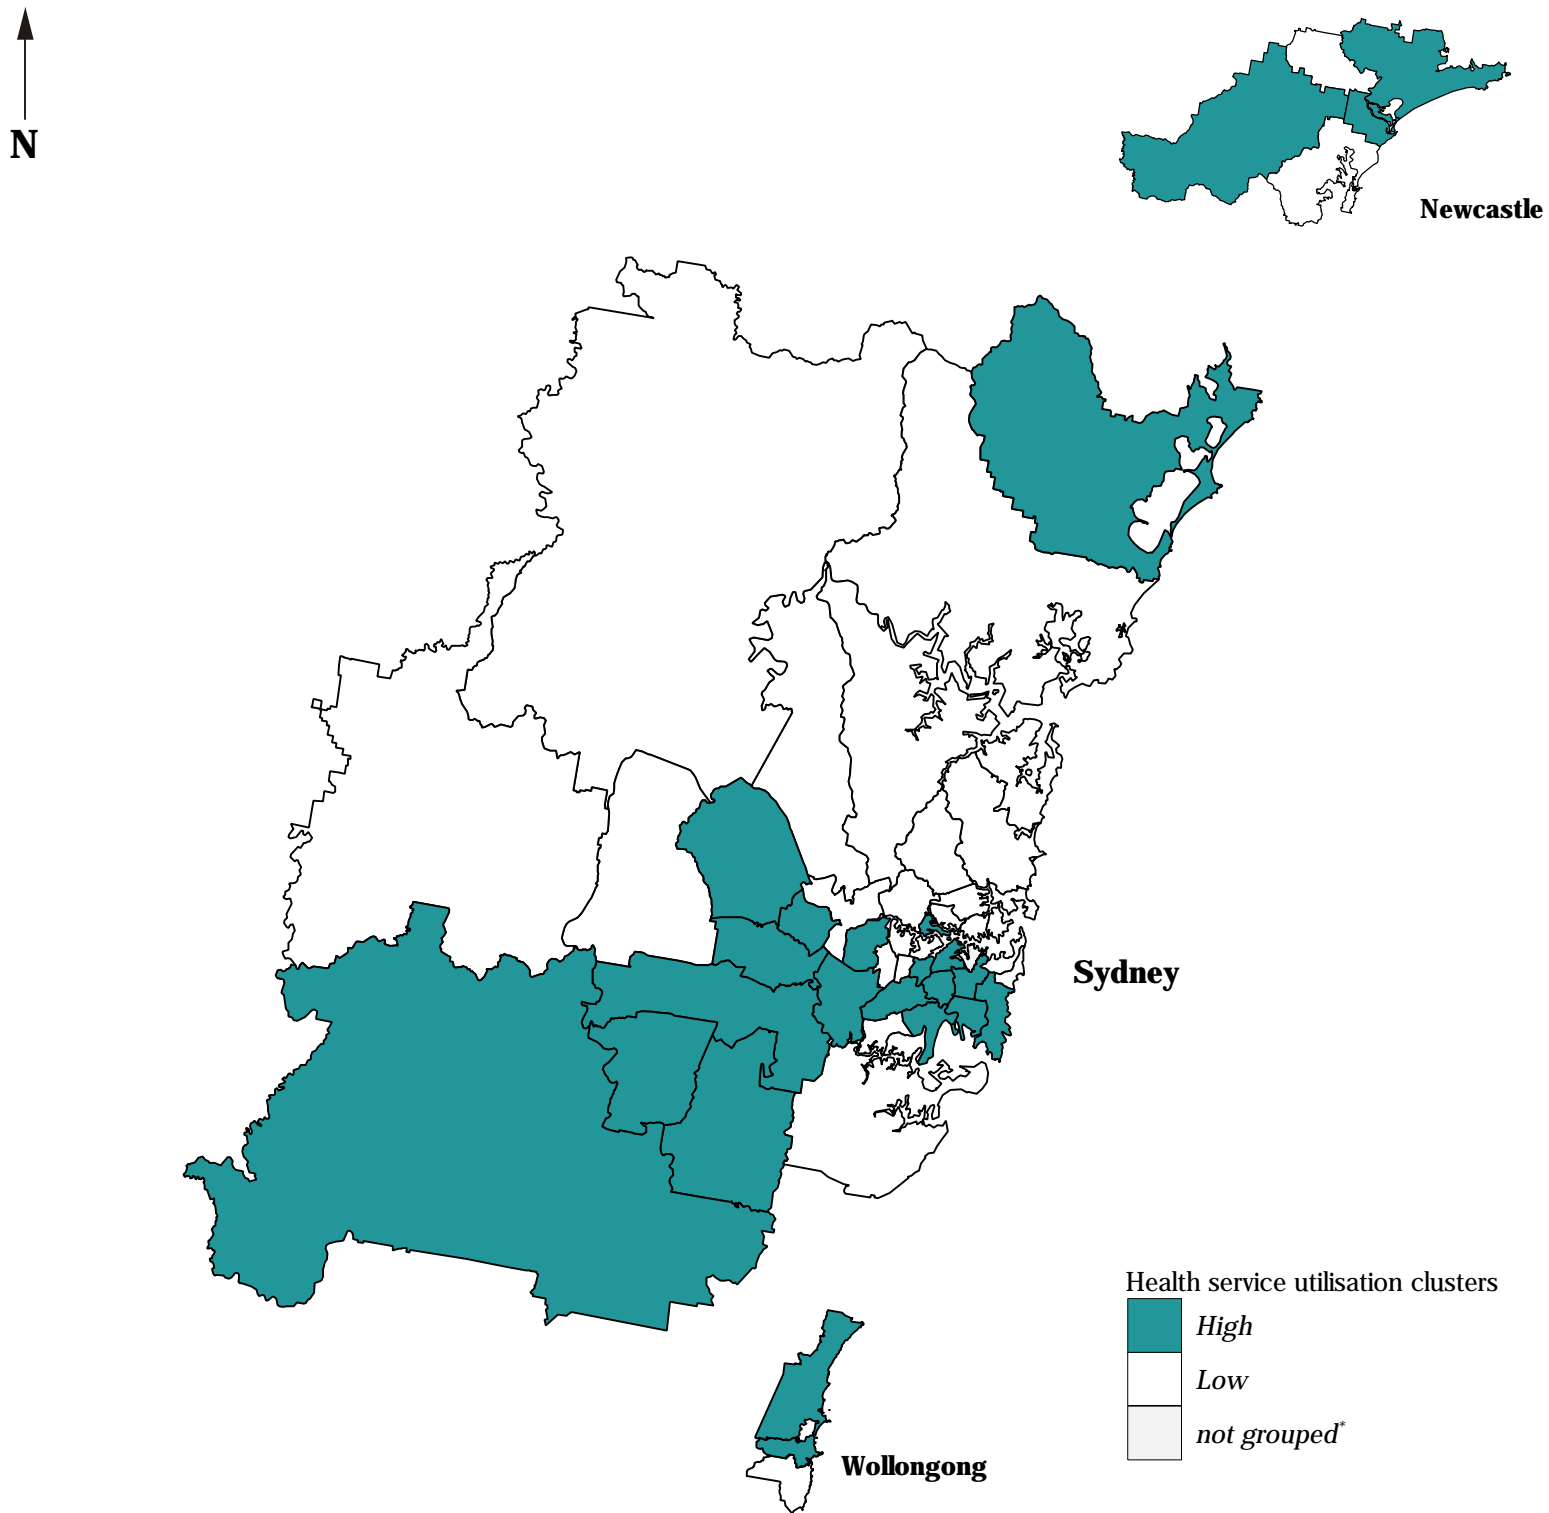 N
Newcastle
Sydney
Health service utilisation clusters
High
Low
not grouped*
Wollongong